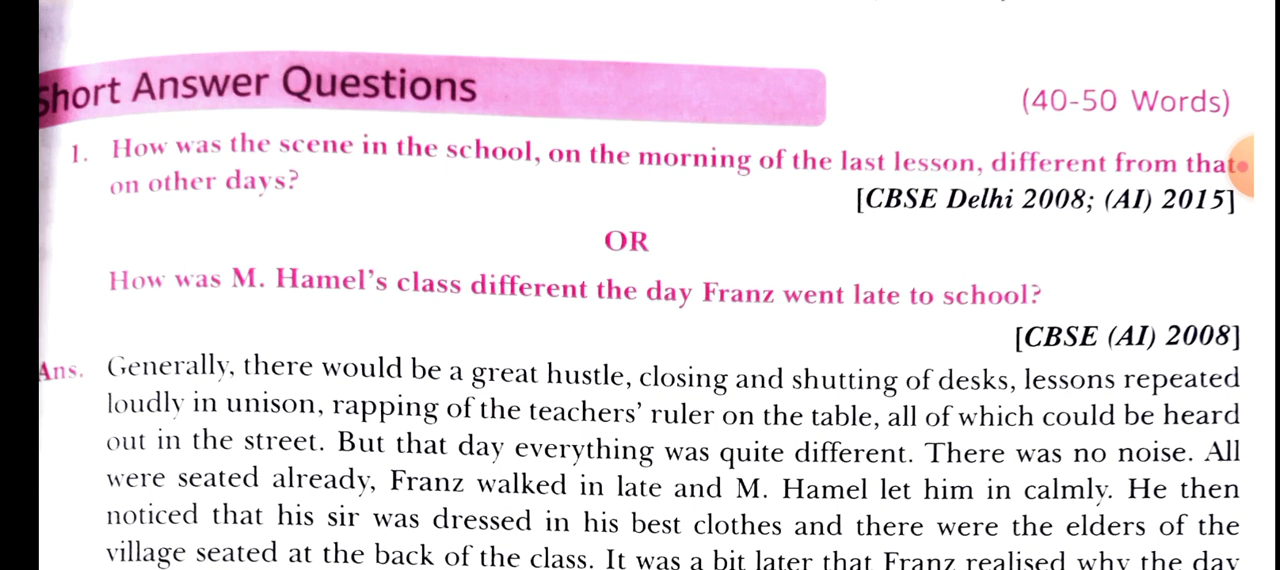 Short Answer Questions
(40-50 Words)
1. How was the scene in the school, on the morning of the last lesson, different from that
on other days?
[CBSE Delhi 2008; (AI) 2015]
OR
How was M. Hamel's class different the day Franz went late to school?
[CBSE (AI) 2008]
Ans. Generally, there would be a great hustle, closing and shutting of desks, lessons repeated
loudly in unison, rapping of the teachers' ruler on the table, all of which could be heard
out in the street. But that day everything was quite different. There was no noise. All
were seated already, Franz walked in late and M. Hamel let him in calmly. He then
noticed that his sir was dressed in his best clothes and there were the elders of the
village seated at the back of the class. It was a bit later that Franz realised why the day